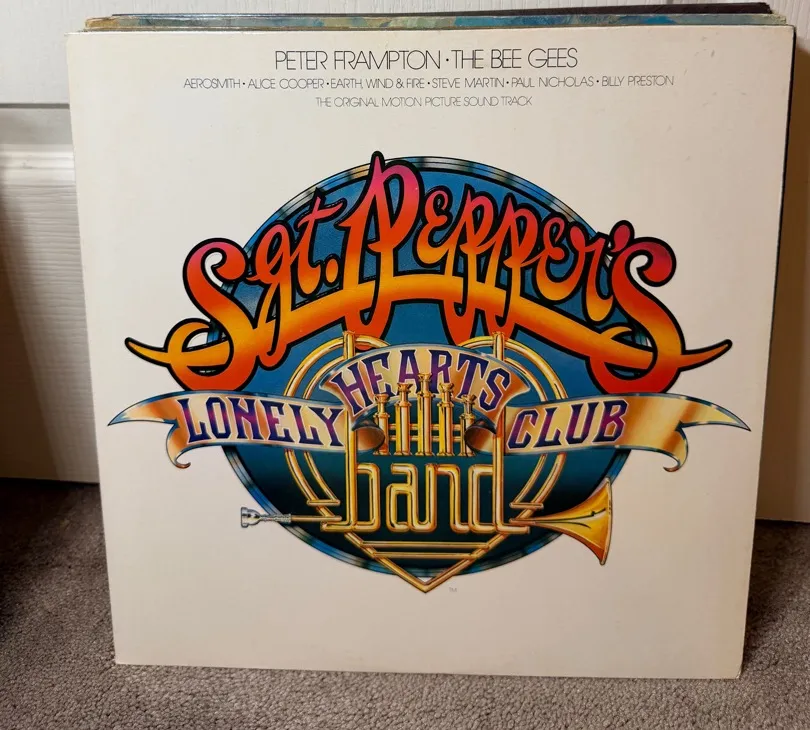 PETER FRAMPTON • THE BEE GEES
AEROSMITH • ALICE COOPER • EARTH, WIND & FIRE • STEVE MARTIN • PAUL NICHOLAS • BILLY PRESTON
THE ORIGINAL MOTION PICTURE SOUND TRACK
Sgt. Pepper's
LONELY HEARTS CLUB
band
TM